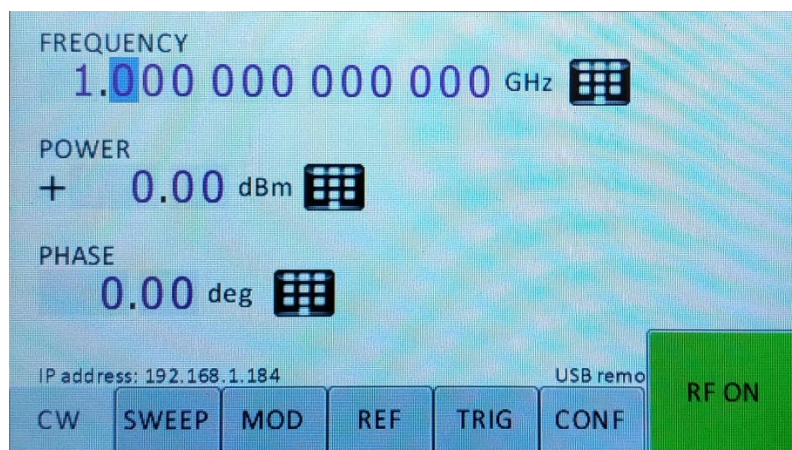 FREQUENCY
1.000 000 000 000 GHz
POWER
+ 0.00 dBm
PHASE
0.00 deg
IP address: 192.168.1.184 USB remo
RF ON
CW SWEEP MOD REF TRIG CONF